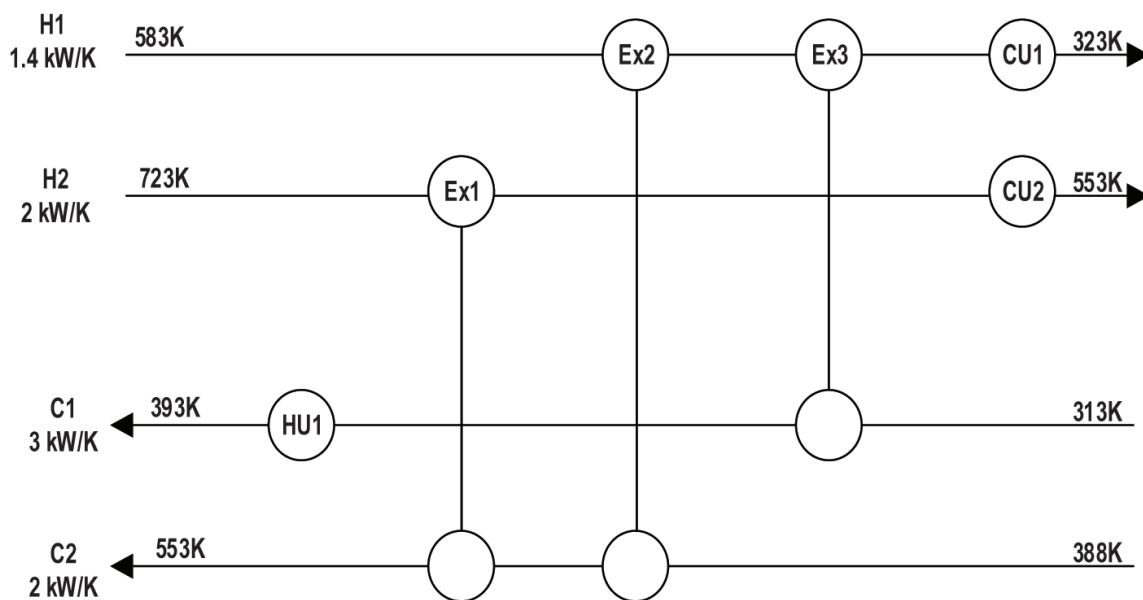 H1
1.4 kW/K
583K
Ex2
Ex3
CU1
323K
H2
2 kW/K
723K
Ex1
CU2
553K
C1
3 kW/K
393K
HU1
313K
C2
2 kW/K
553K
388K